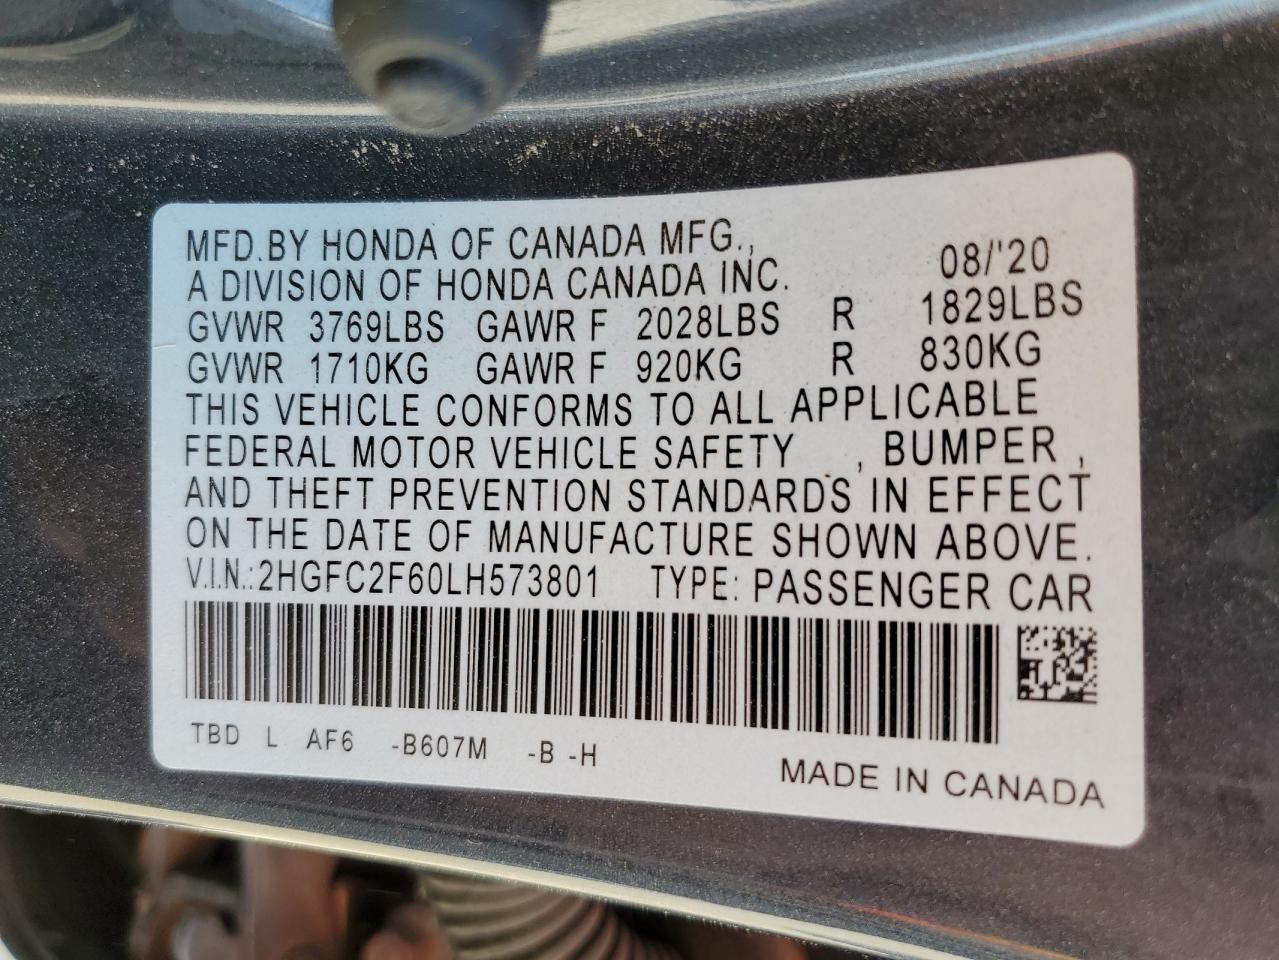 MFD.BY HONDA OF CANADA MFG., 08/'20
A DIVISION OF HONDA CANADA INC.
GVWR 3769LBS GAWR F 2028LBS R 1829LBS
GVWR 1710KG GAWR F 920KG R 830KG
THIS VEHICLE CONFORMS TO ALL APPLICABLE
FEDERAL MOTOR VEHICLE SAFETY , BUMPER ,
AND THEFT PREVENTION STANDARDS IN EFFECT
ON THE DATE OF MANUFACTURE SHOWN ABOVE.
V.I.N.:2HGFC2F60LH573801 TYPE: PASSENGER CAR
TBD L AF6 -B607M -B -H
MADE IN CANADA